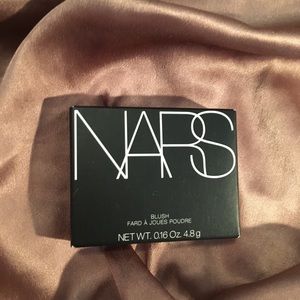 NARS
BLUSH
FARD À JOUES POUDRE
NET WT. 0.16 Oz. 4.8 g